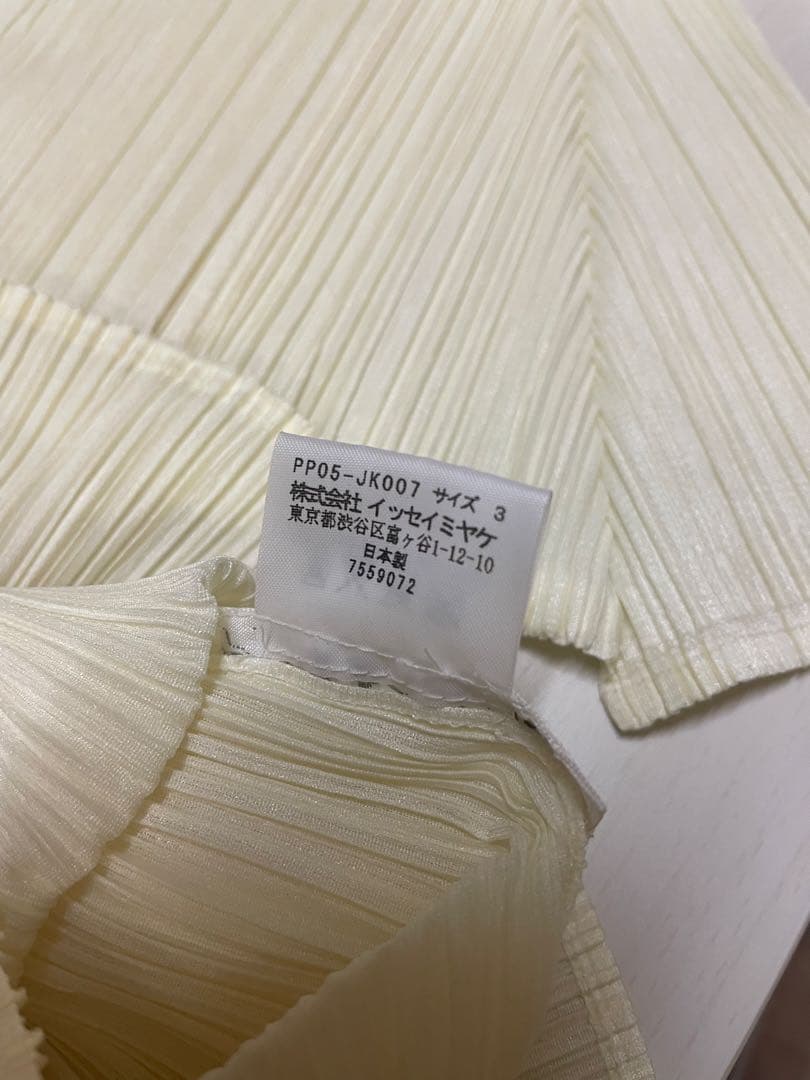 PP05-JK007 サイズ 3
株式会社 イッセイミヤケ
東京都渋谷区富ヶ谷1-12-10
日本製
7559072